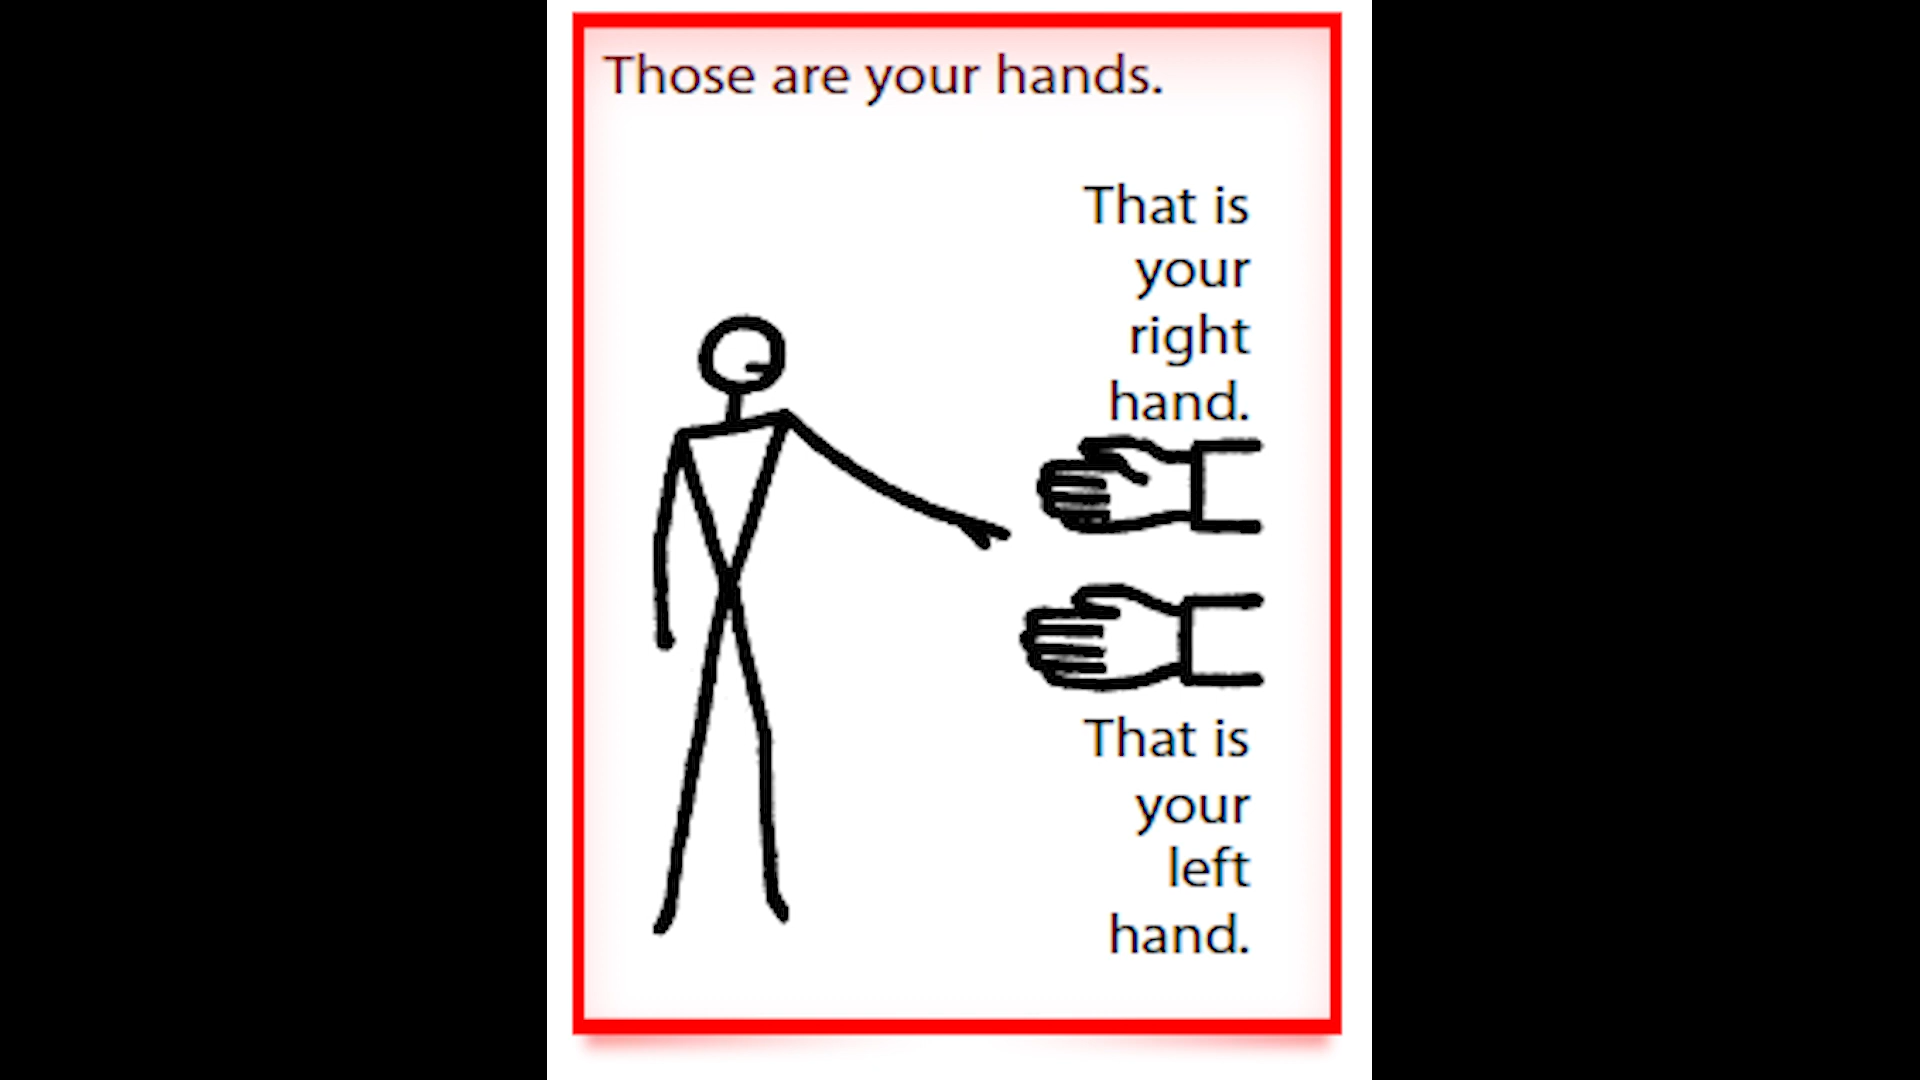 Those are your hands.
That is
your
right
hand.
That is
your
left
hand.